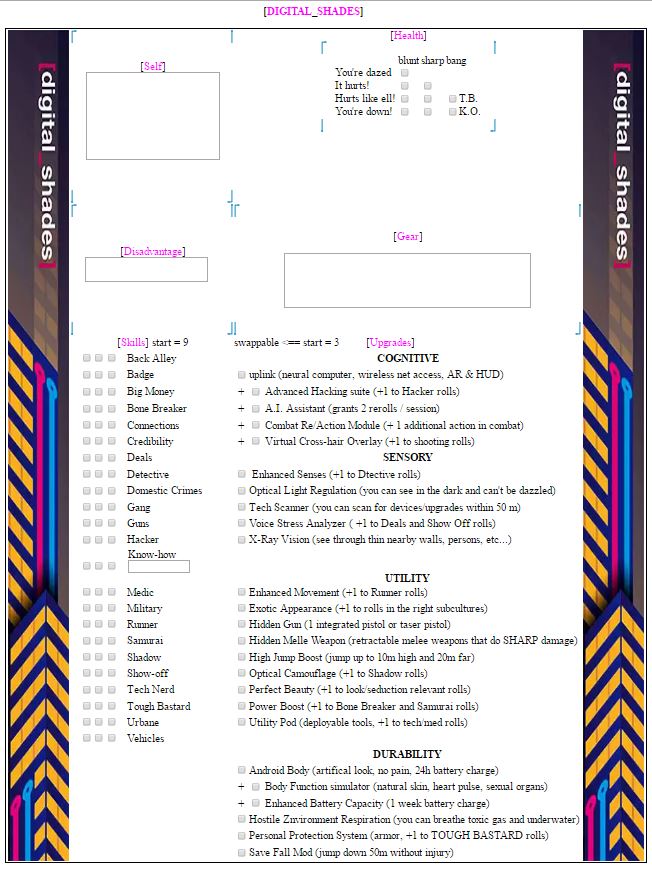 [DIGITAL_SHADES]
[digital_shades]
[digital_shades]
[Self]
[Health]
blunt sharp bang
You're dazed
It hurts!
Hurts like ell! T.B.
You're down! K.O.
[Disadvantage]
[Gear]
[Skills] start = 9
swappable <== start = 3 [Upgrades]
Back Alley
Badge
Big Money
Bone Breaker
Connections
Credibility
Deals
Detective
Domestic Crimes
Gang
Guns
Hacker
Know-how
Medic
Military
Runner
Samurai
Shadow
Show-off
Tech Nerd
Tough Bastard
Urbane
Vehicles
COGNITIVE
uplink (neural computer, wireless net access, AR & HUD)
+ Advanced Hacking suite (+1 to Hacker rolls)
+ A.I. Assistant (grants 2 rerolls / session)
+ Combat Re/Action Module (+ 1 additional action in combat)
+ Virtual Cross-hair Overlay (+1 to shooting rolls)
SENSORY
Enhanced Senses (+1 to Dtective rolls)
Optical Light Regulation (you can see in the dark and can't be dazzled)
Tech Scanner (you can scan for devices/upgrades within 50 m)
Voice Stress Analyzer ( +1 to Deals and Show Off rolls)
X-Ray Vision (see through thin nearby walls, persons, etc...)
UTILITY
Enhanced Movement (+1 to Runner rolls)
Exotic Appearance (+1 to rolls in the right subcultures)
Hidden Gun (1 integrated pistol or taser pistol)
Hidden Melle Weapon (retractable melee weapons that do SHARP damage)
High Jump Boost (jump up to 10m high and 20m far)
Optical Camouflage (+1 to Shadow rolls)
Perfect Beauty (+1 to look/seduction relevant rolls)
Power Boost (+1 to Bone Breaker and Samurai rolls)
Utility Pod (deployable tools, +1 to tech/med rolls)
DURABILITY
Android Body (artifical look, no pain, 24h battery charge)
+ Body Function simulator (natural skin, heart pulse, sexual organs)
+ Enhanced Battery Capacity (1 week battery charge)
Hostile Znvironment Respiration (you can breathe toxic gas and underwater)
Personal Protection System (armor, +1 to TOUGH BASTARD rolls)
Save Fall Mod (jump down 50m without injury)